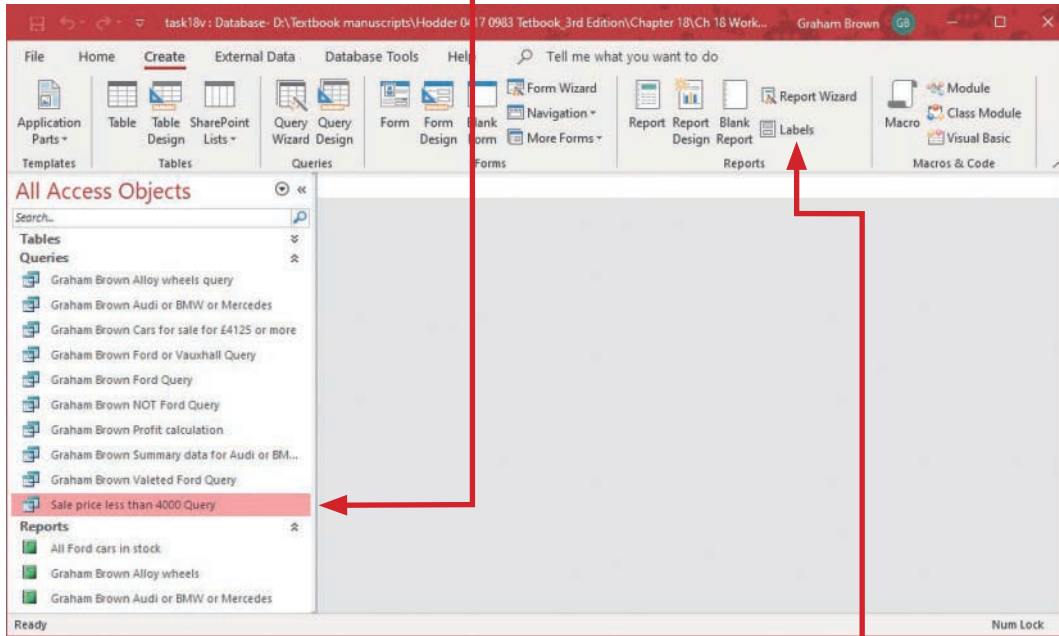 task18v : Database- D:\Textbook manuscripts\Hodder 0417 0983 Tetbook_3rd Edition\Chapter 18\Ch 18 Work... Graham Brown GB
File Home Create External Data Database Tools Help Tell me what you want to do
Application Parts Table Table Design SharePoint Lists Query Wizard Query Design Form Form Design Blank Form Form Wizard Navigation More Forms Report Report Design Blank Report Report Wizard Labels Macro Module Class Module Visual Basic
Templates Tables Queries Forms Reports Macros & Code
All Access Objects
Search...
Tables
Queries
Graham Brown Alloy wheels query
Graham Brown Audi or BMW or Mercedes
Graham Brown Cars for sale for £4125 or more
Graham Brown Ford or Vauxhall Query
Graham Brown Ford Query
Graham Brown NOT Ford Query
Graham Brown Profit calculation
Graham Brown Summary data for Audi or BM...
Graham Brown Valeted Ford Query
Sale price less than 4000 Query
Reports
All Ford cars in stock
Graham Brown Alloy wheels
Graham Brown Audi or BMW or Mercedes
Ready Num Lock